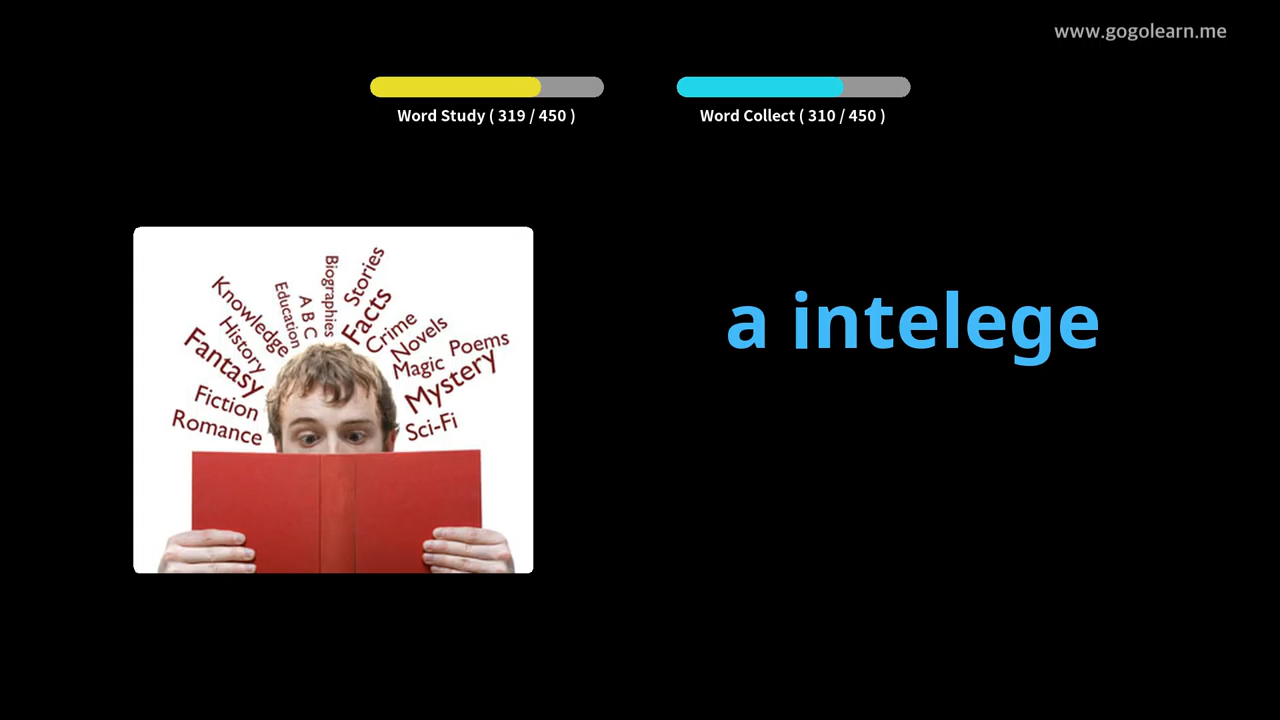 www.gogolearn.me
Word Study ( 319 / 450 )
Word Collect ( 310 / 450 )
a intelege
Stories
Biographies
Knowledge
Education
A B C
Facts
Crime
History
Novels
Poems
Fantasy
Magic
Mystery
Fiction
Romance
Sci-Fi